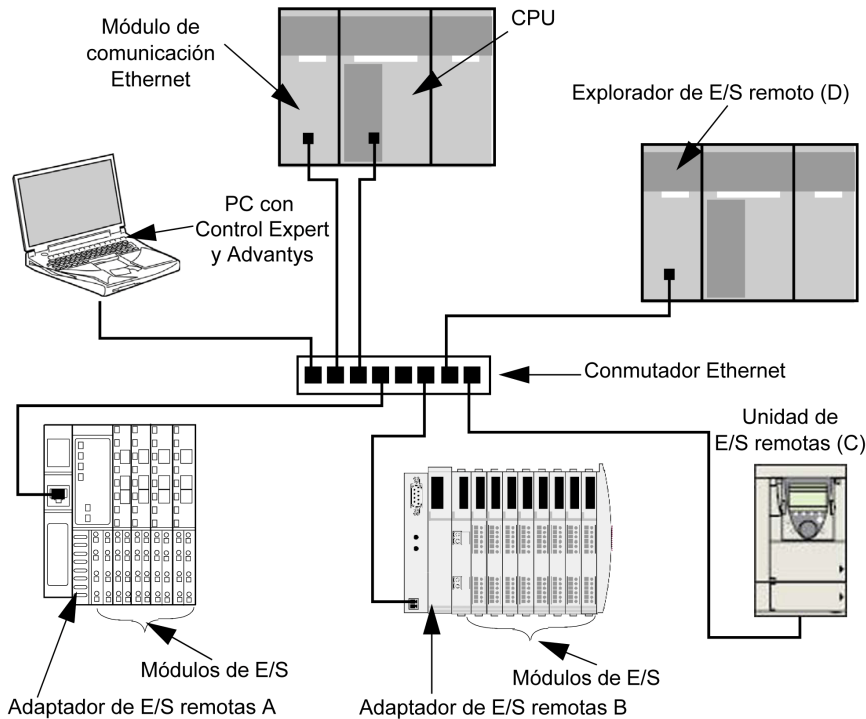 Módulo de
comunicación
Ethernet
CPU
Explorador de E/S remoto (D)
PC con
Control Expert
y Advantys
Conmutador Ethernet
Unidad de
E/S remotas (C)
Módulos de E/S
Módulos de E/S
Adaptador de E/S remotas A
Adaptador de E/S remotas B